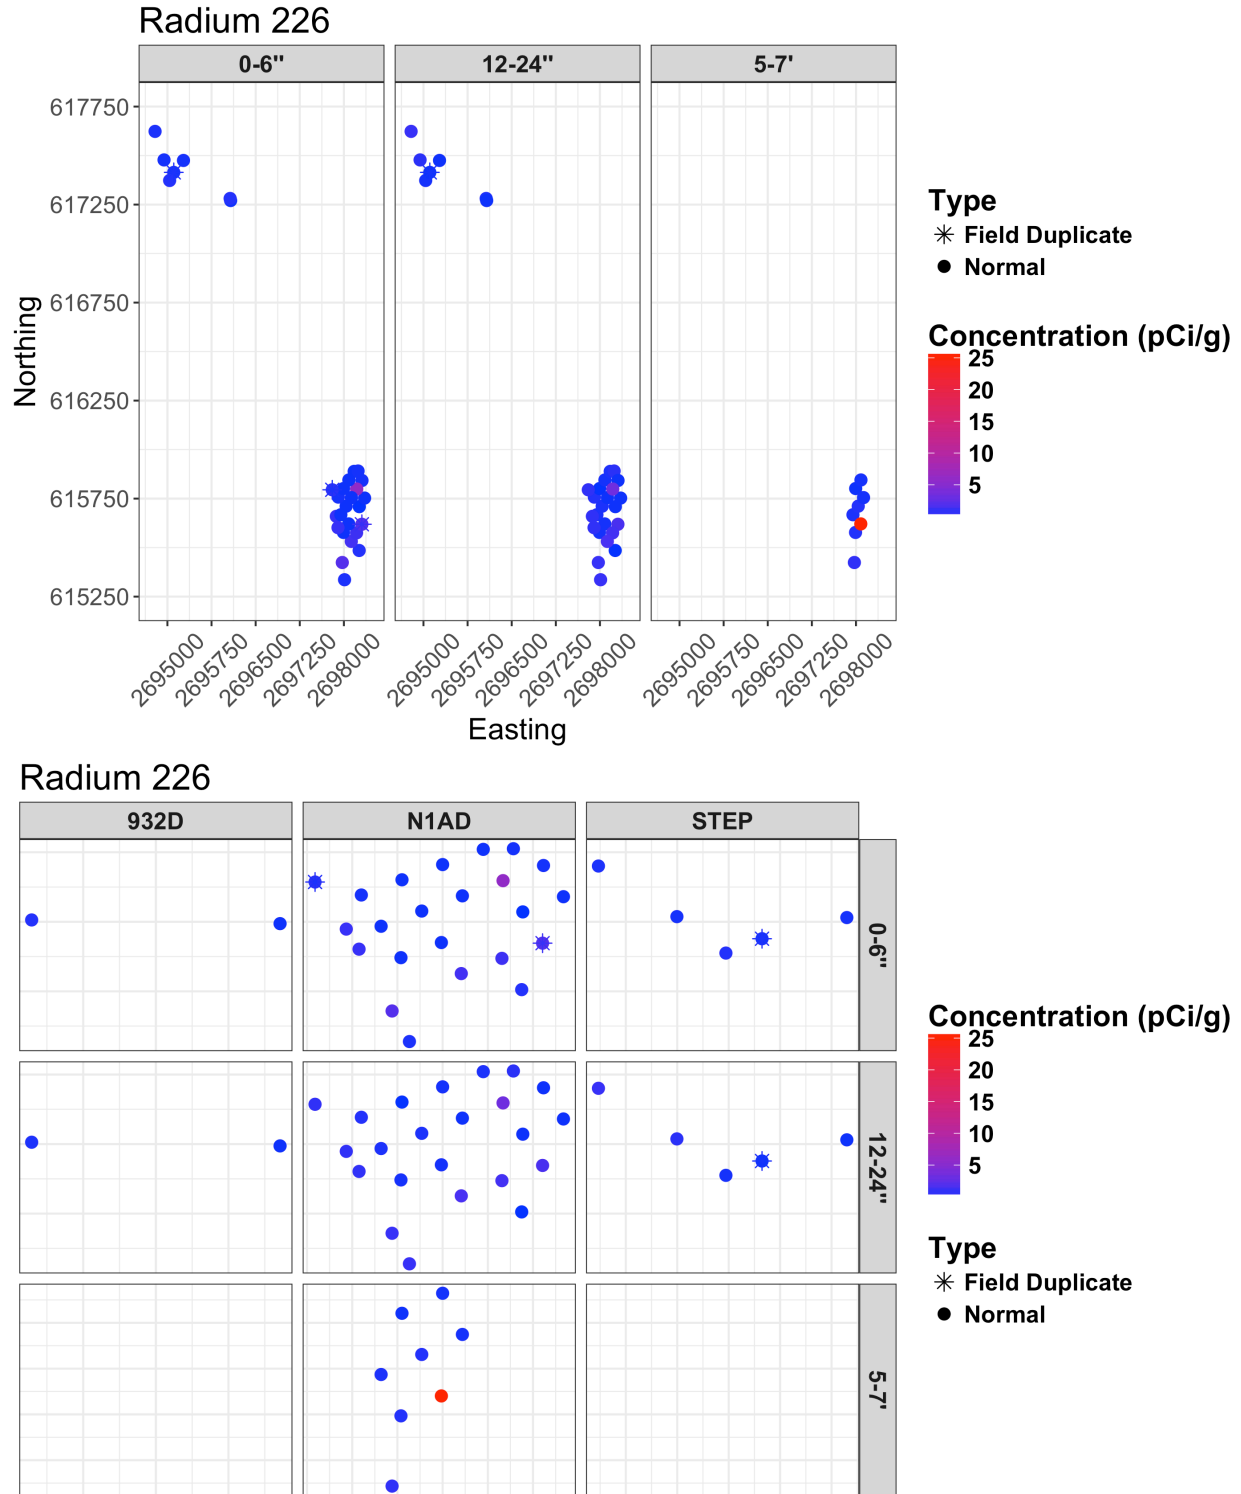 Radium 226
0-6"
12-24"
5-7'
617750
617250
616750
616250
615750
615250
Northing
2695000
2695750
2696500
2697250
2698000
2695000
2695750
2696500
2697250
2698000
2695000
2695750
2696500
2697250
2698000
Easting
Type
Field Duplicate
Normal
Concentration (pCi/g)
25
20
15
10
5
Radium 226
932D
N1AD
STEP
0-6"
12-24"
5-7'
Concentration (pCi/g)
25
20
15
10
5
Type
Field Duplicate
Normal